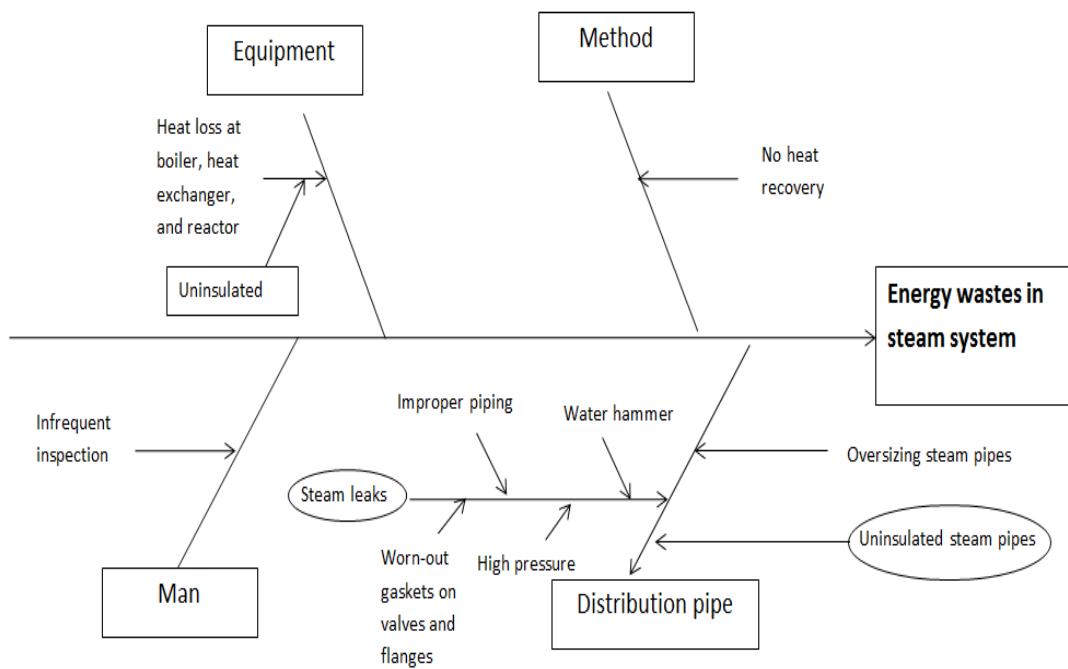 Equipment
Method
Heat loss at
boiler, heat
exchanger,
and reactor
No heat
recovery
Uninsulated
Energy wastes in
steam system
Infrequent
inspection
Improper piping
Water hammer
Oversizing steam pipes
Steam leaks
Uninsulated steam pipes
Worn-out
gaskets on
valves and
flanges
High pressure
Man
Distribution pipe